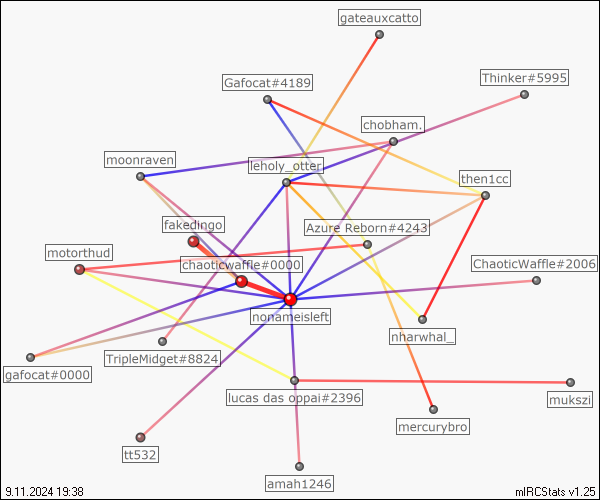 gateauxcatto
Gafocat#4189
Thinker#5995
chobham.
moonraven
leholy_otter
then1cc
fakedingo
Azure Reborn#4243
motorthud
chaoticwaffle#0000
ChaoticWaffle#2006
nonameisleft
nharwhal_
TripleMidget#8824
gafocat#0000
lucas das oppai#2396
mukszi
mercurybro
tt532
amah1246
9.11.2024 19:38
mIRCStats v1.25